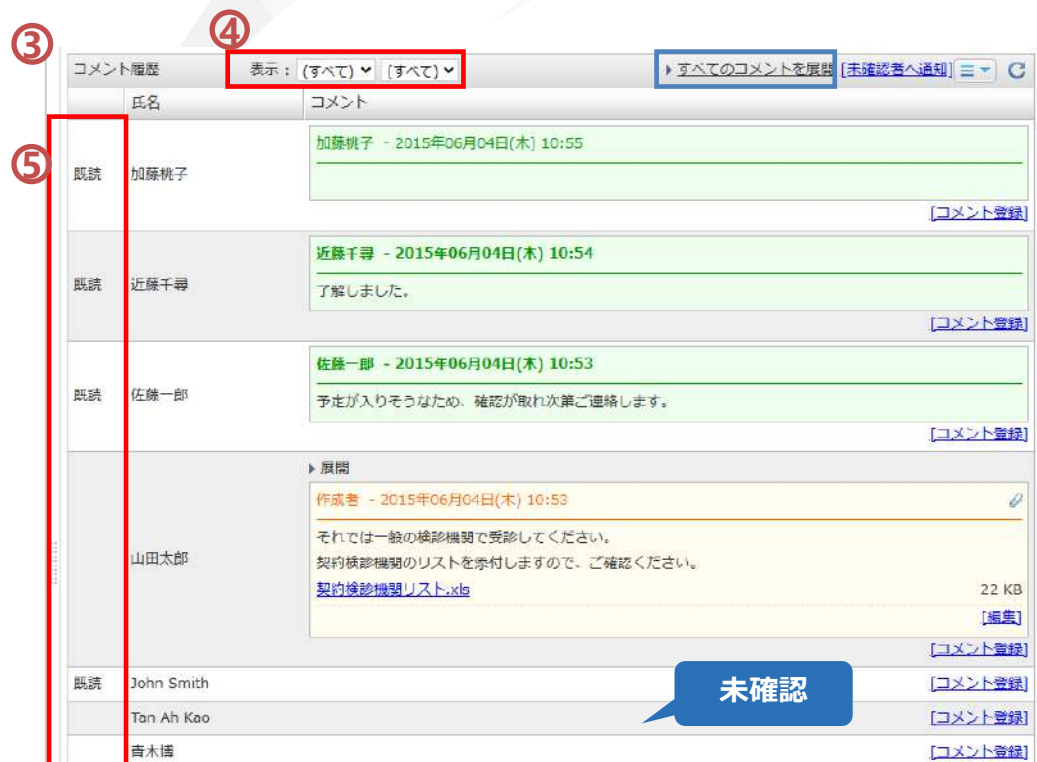 ③
④
コメント履歴 表示： (すべて) [すべて] すべてのコメントを展開 [未確認者へ通知]
氏名 コメント
⑤
加藤桃子 - 2015年06月04日(木) 10:55
既読 加藤桃子
[コメント登録]
近藤千尋 - 2015年06月04日(木) 10:54
既読 近藤千尋
了解しました。
[コメント登録]
佐藤一郎 - 2015年06月04日(木) 10:53
既読 佐藤一郎
予定が入りそうなため、確認が取れ次第ご連絡します。
[コメント登録]
展開
作成者 - 2015年06月04日(木) 10:53
それでは一般の検診機関で受診してください。
山田太郎
契約検診機関のリストを添付しますので、ご確認ください。
契約検診機関リスト.xls 22 KB
[編集]
[コメント登録]
既読 John Smith [コメント登録]
未確認
Tan Ah Kao [コメント登録]
青木博 [コメント登録]